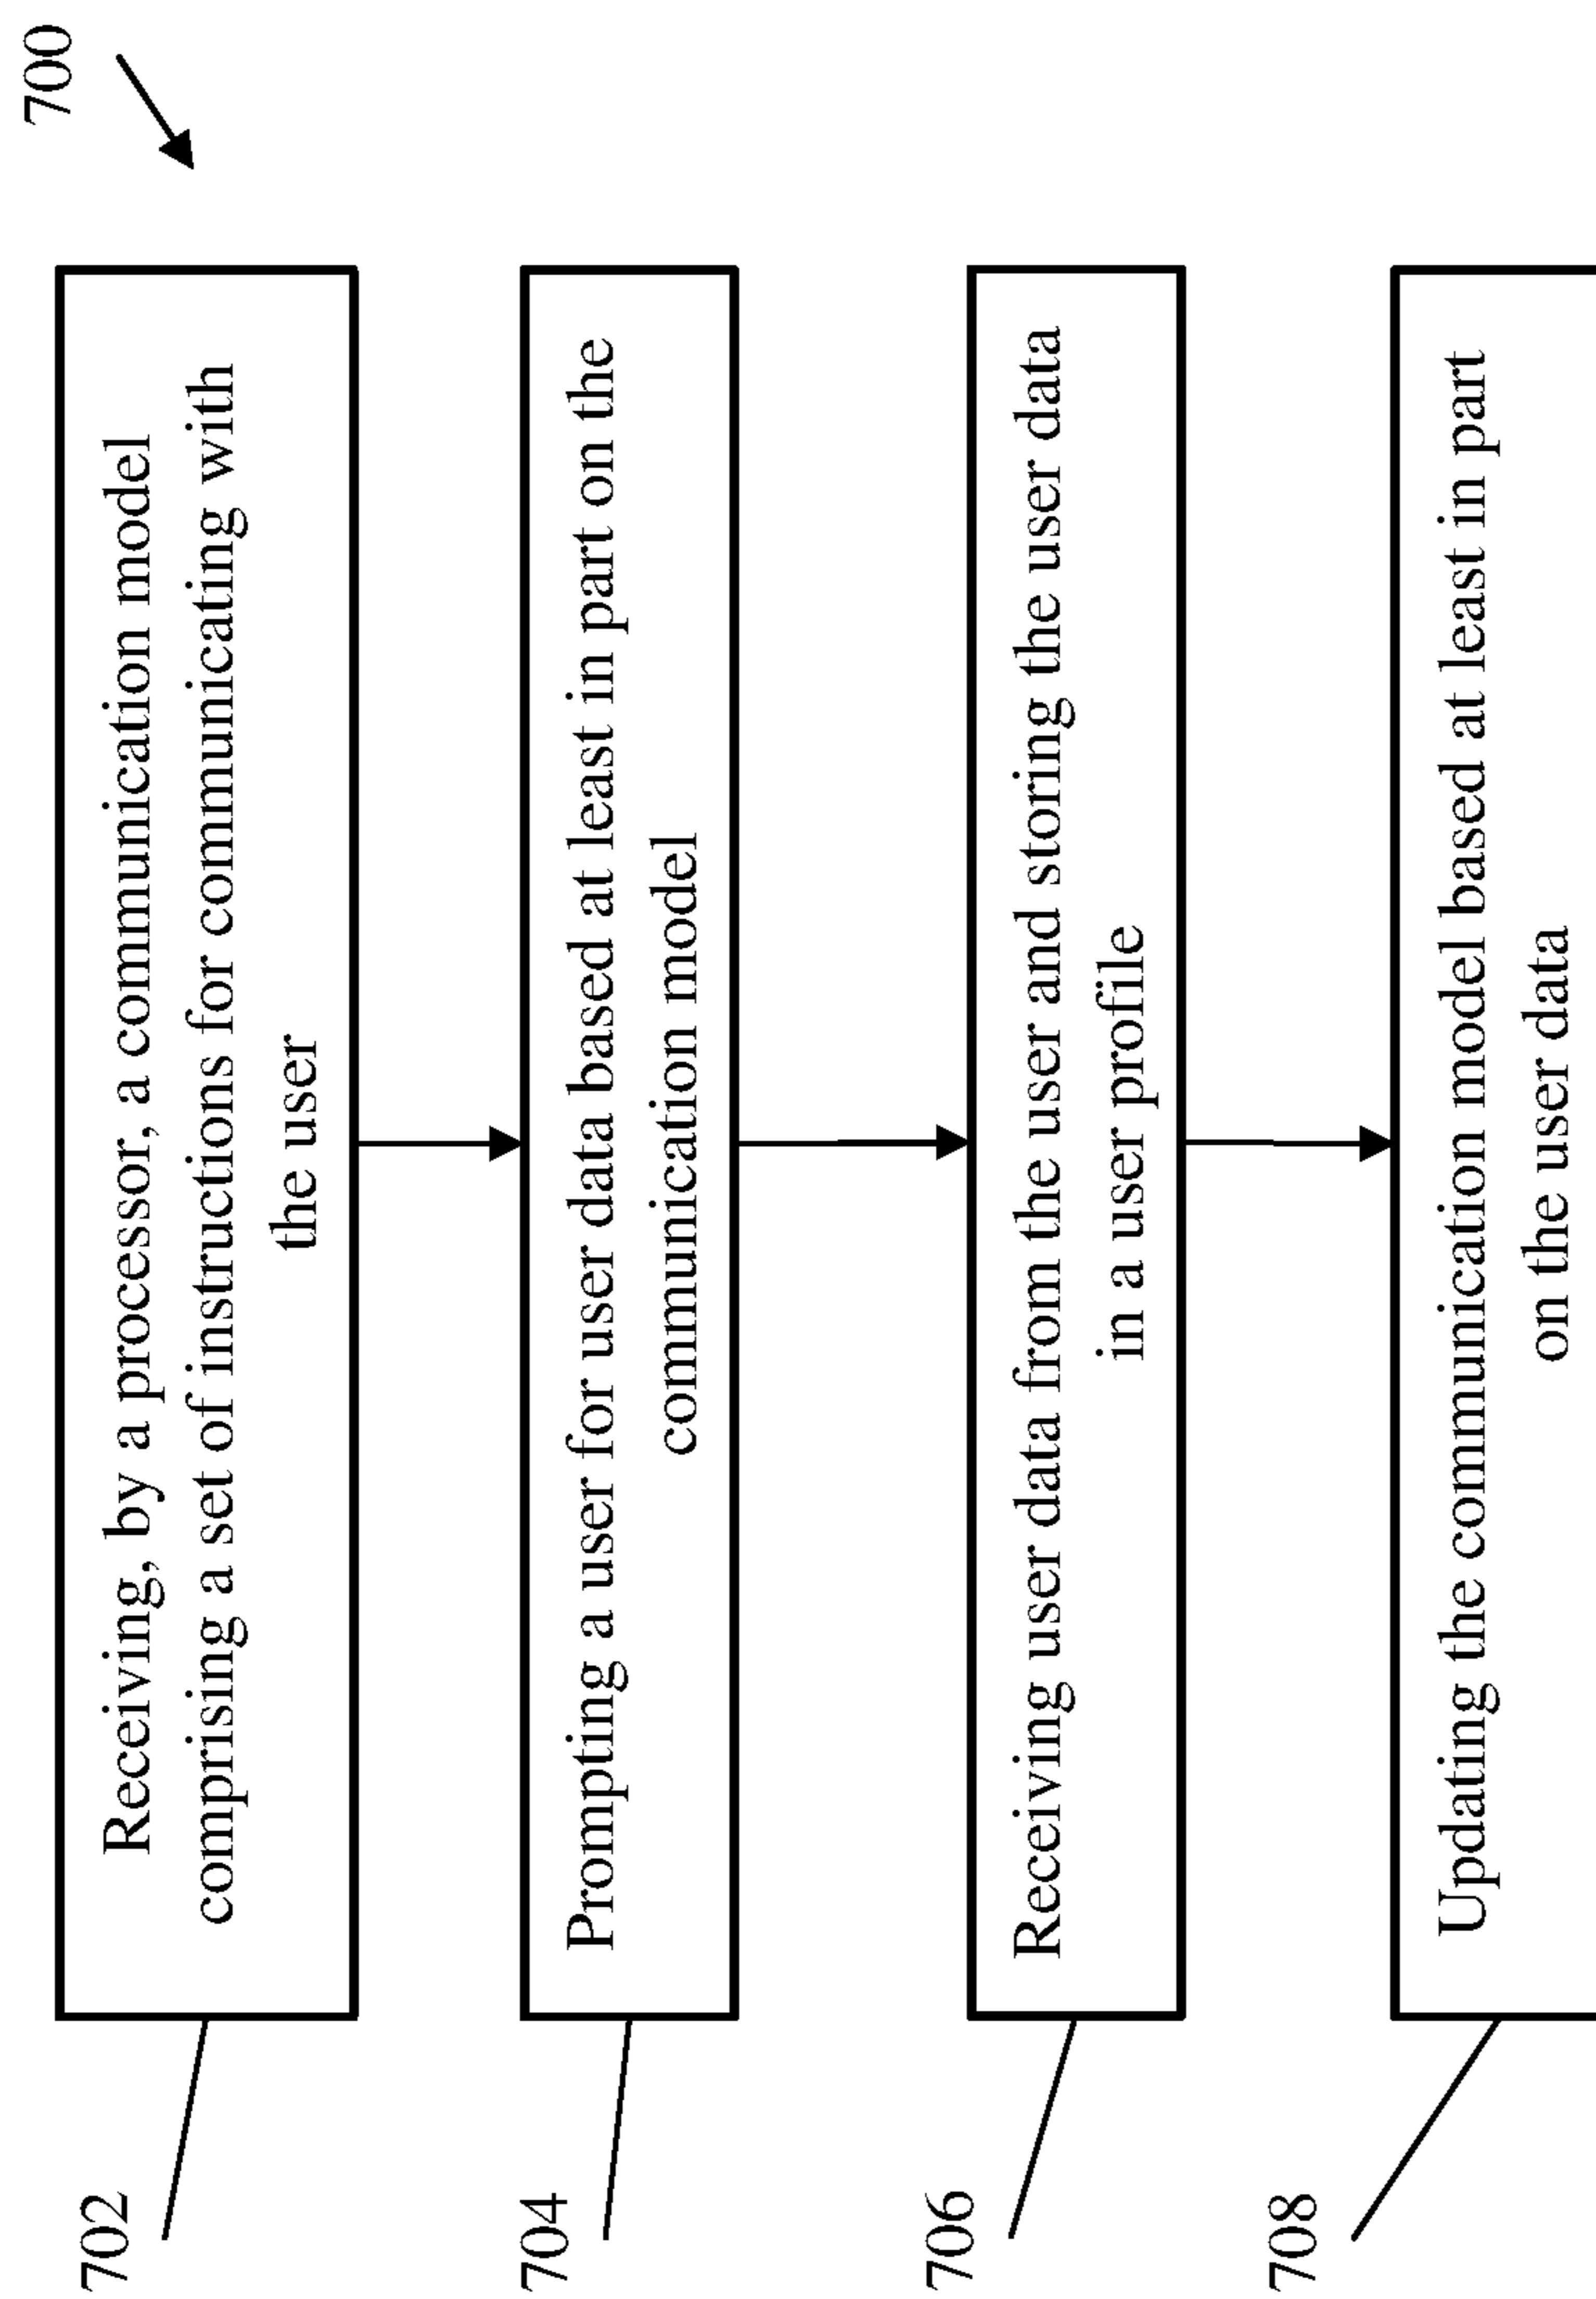 700
702
Receiving, by a processor, a communication model
comprising a set of instructions for communicating with
the user
704
Prompting a user for user data based at least in part on the
communication model
706
Receiving user data from the user and storing the user data
in a user profile
708
Updating the communication model based at least in part
on the user data